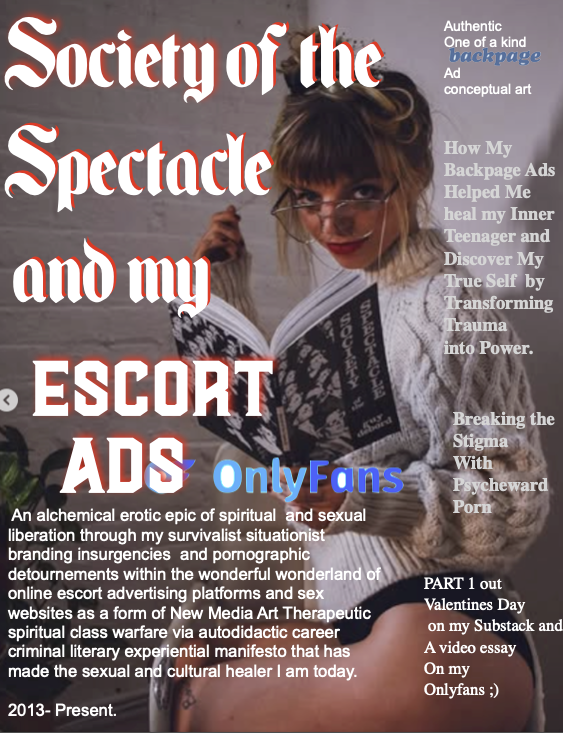 Society of the
Spectacle
and my
ESCORT
ADS
OnlyFans
An alchemical erotic epic of spiritual and sexual
liberation through my survivalist situationist
branding insurgencies and pornographic
detournements within the wonderful wonderland of
online escort advertising platforms and sex
websites as a form of New Media Art Therapeutic
spiritual class warfare via autodidactic career
criminal literary experiential manifesto that has
made the sexual and cultural healer I am today.
2013- Present.
Authentic
One of a kind
backpage
Ad
conceptual art
How My
Backpage Ads
Helped Me
heal my Inner
Teenager and
Discover My
True Self by
Transforming
Trauma
into Power.
SOCIETY OF
SPECTACLE
guy debord
Breaking the
Stigma
With
Psycheward
Porn
PART 1 out
Valentines Day
on my Substack and
A video essay
On my
Onlyfans ;)